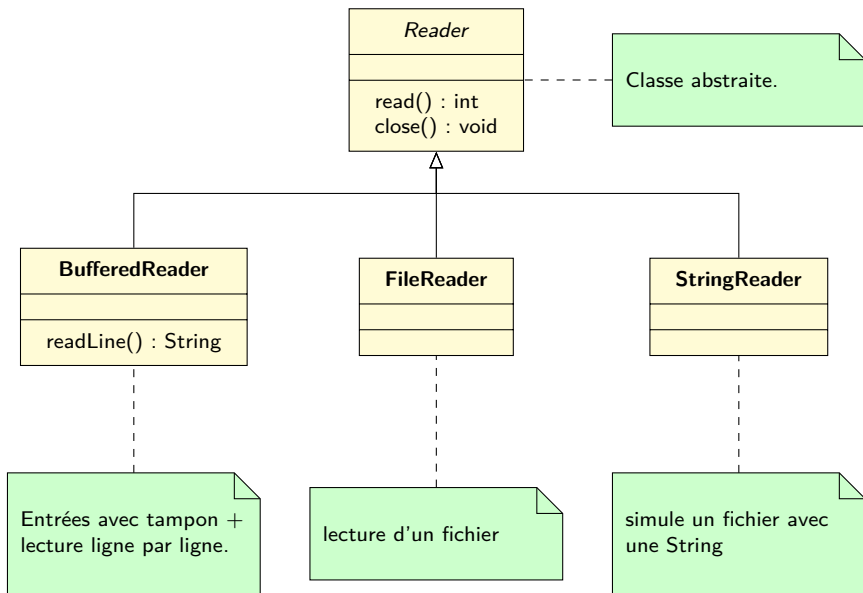 Reader
read() : int
close() : void
Classe abstraite.
BufferedReader
readLine() : String
FileReader
StringReader
Entrées avec tampon +
lecture ligne par ligne.
lecture d'un fichier
simule un fichier avec
une String